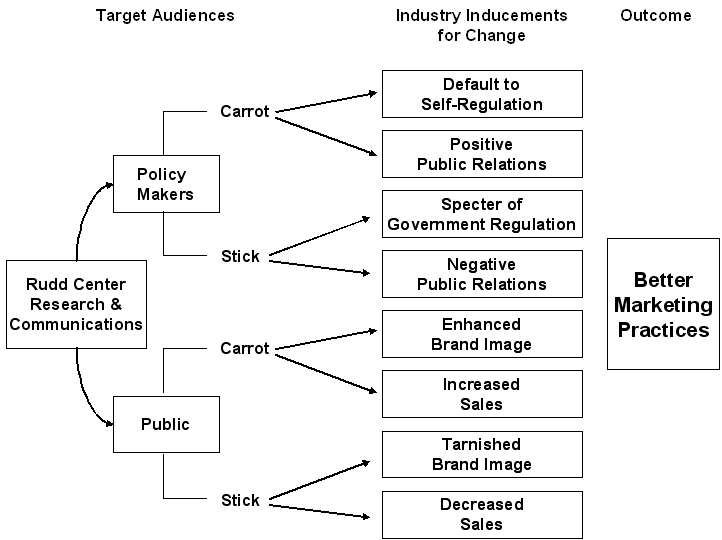 Target Audiences
Industry Inducements
for Change
Outcome
Default to
Self-Regulation
Carrot
Positive
Public Relations
Policy
Makers
Specter of
Government Regulation
Stick
Negative
Public Relations
Rudd Center
Research &
Communications
Better
Marketing
Practices
Enhanced
Brand Image
Carrot
Increased
Sales
Public
Tarnished
Brand Image
Stick
Decreased
Sales